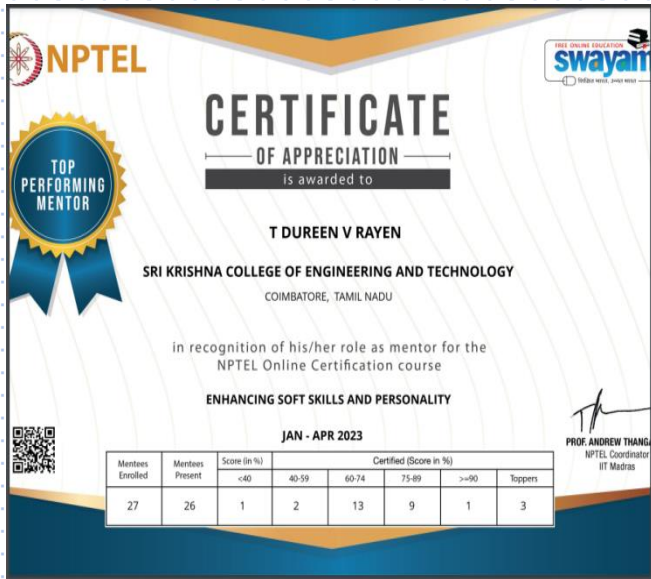 NPTEL
FREE ONLINE EDUCATION
swayam
शिक्षित भारत, उन्नत भारत
CERTIFICATE
OF APPRECIATION
is awarded to
TOP
PERFORMING
MENTOR
T DUREEN V RAYEN
SRI KRISHNA COLLEGE OF ENGINEERING AND TECHNOLOGY
COIMBATORE, TAMIL NADU
in recognition of his/her role as mentor for the
NPTEL Online Certification course
ENHANCING SOFT SKILLS AND PERSONALITY
JAN - APR 2023
PROF. ANDREW THANGA
NPTEL Coordinator
IIT Madras
Mentees Enrolled Mentees Present Score (in %) Certified (Score in %)
<40 40-59 60-74 75-89 >=90 Toppers
27 26 1 2 13 9 1 3